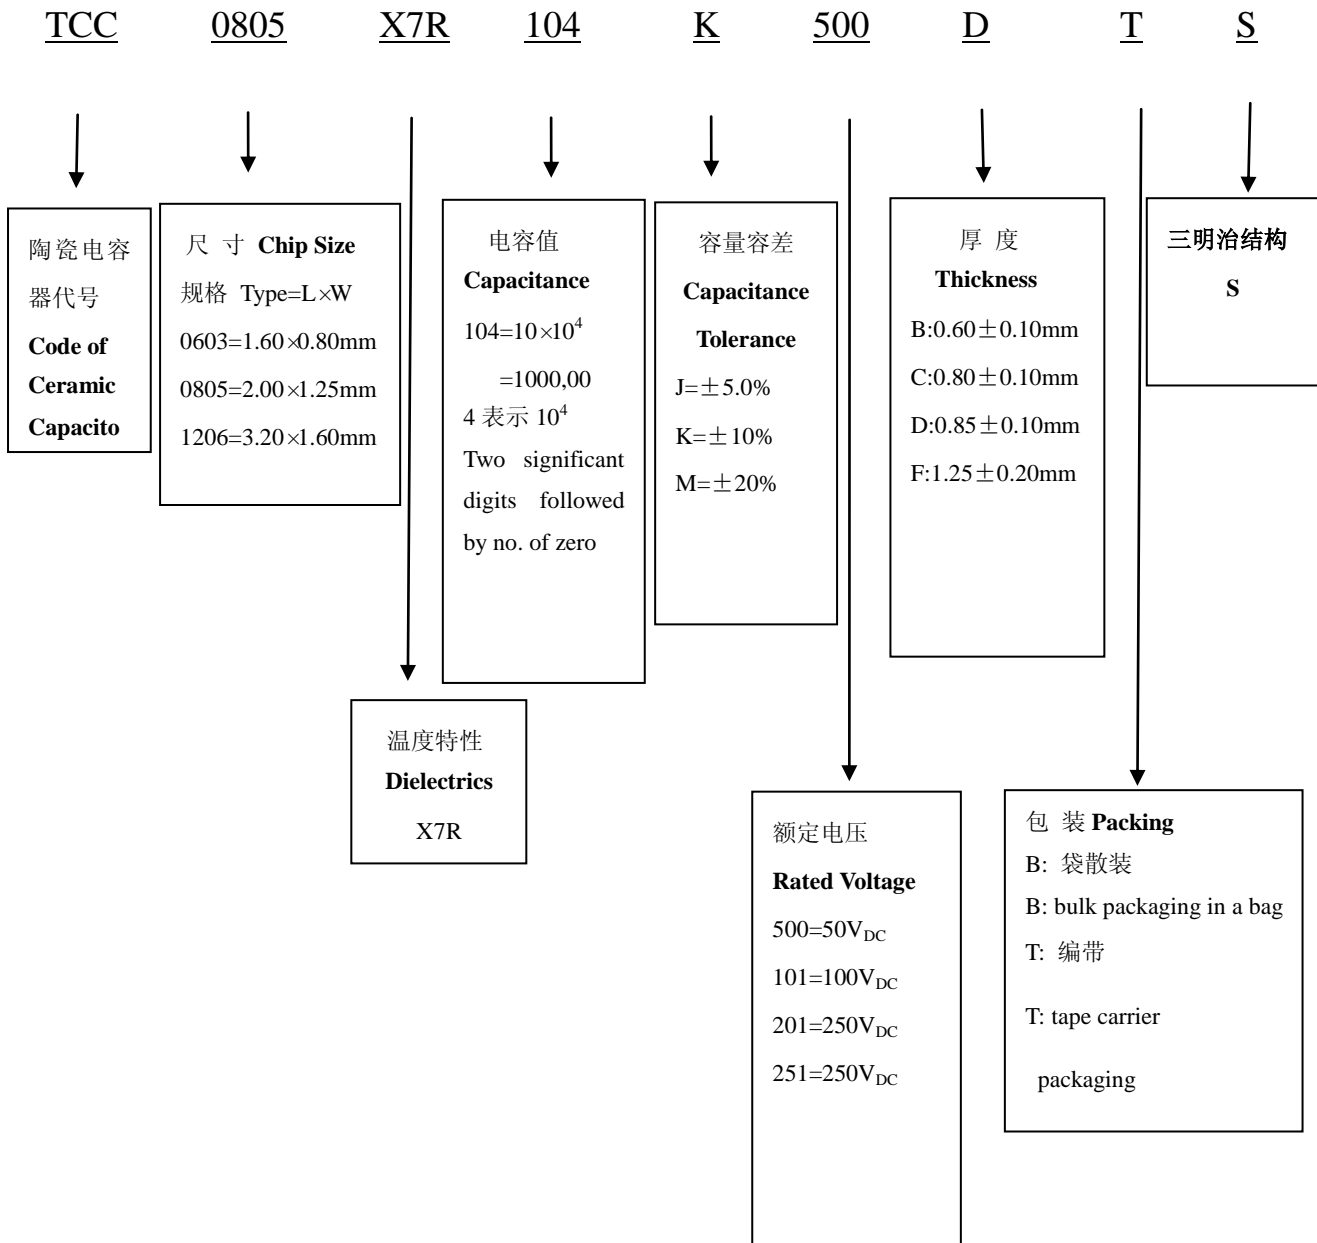 TCC 0805 X7R 104 K 500 D T S
陶瓷电容
器代号
Code of
Ceramic
Capacito
尺 寸 Chip Size
规格 Type=L×W
0603=1.60×0.80mm
0805=2.00×1.25mm
1206=3.20×1.60mm
电容值
Capacitance
104=10×10⁴
=1000,00
4 表示 10⁴
Two significant
digits followed
by no. of zero
容量容差
Capacitance
Tolerance
J=±5.0%
K=±10%
M=±20%
厚 度
Thickness
B:0.60±0.10mm
C:0.80±0.10mm
D:0.85±0.10mm
F:1.25±0.20mm
三明治结构
S
温度特性
Dielectrics
X7R
额定电压
Rated Voltage
500=50VDC
101=100VDC
201=250VDC
251=250VDC
包 装 Packing
B: 袋散装
B: bulk packaging in a bag
T: 编带
T: tape carrier
packaging